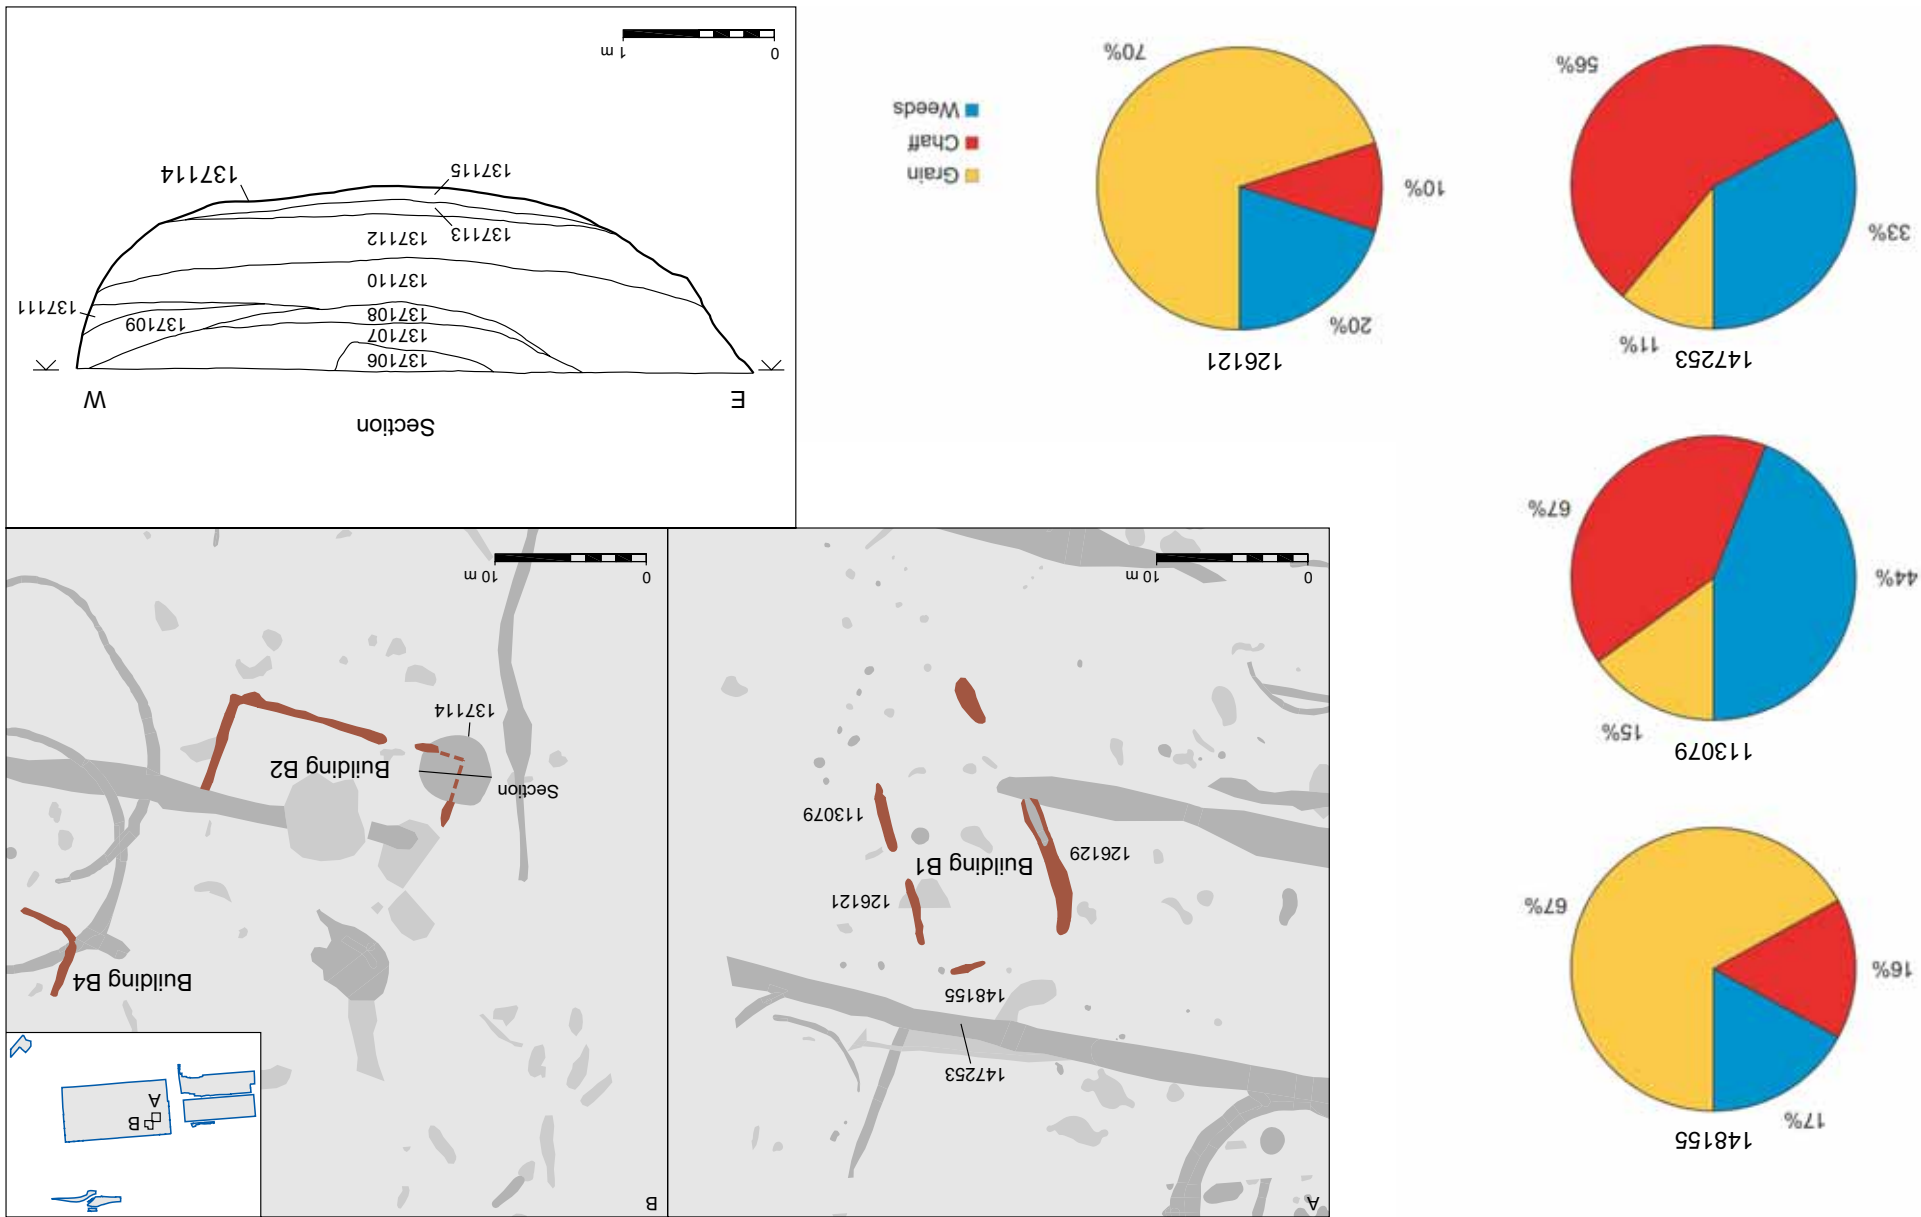 148155
17%
16%
67%
113079
15%
44%
67%
147253
11%
33%
56%
126121
20%
10%
70%
Grain
Chaff
Weeds
A
147253
148155
126121
126129
Building B1
113079
0 10 m
B
B
A
Building B4
Section
Building B2
137114
0 10 m
Section
E W
137106
137107
137108
137109
137111
137110
137112
137113
137115
137114
0 1 m